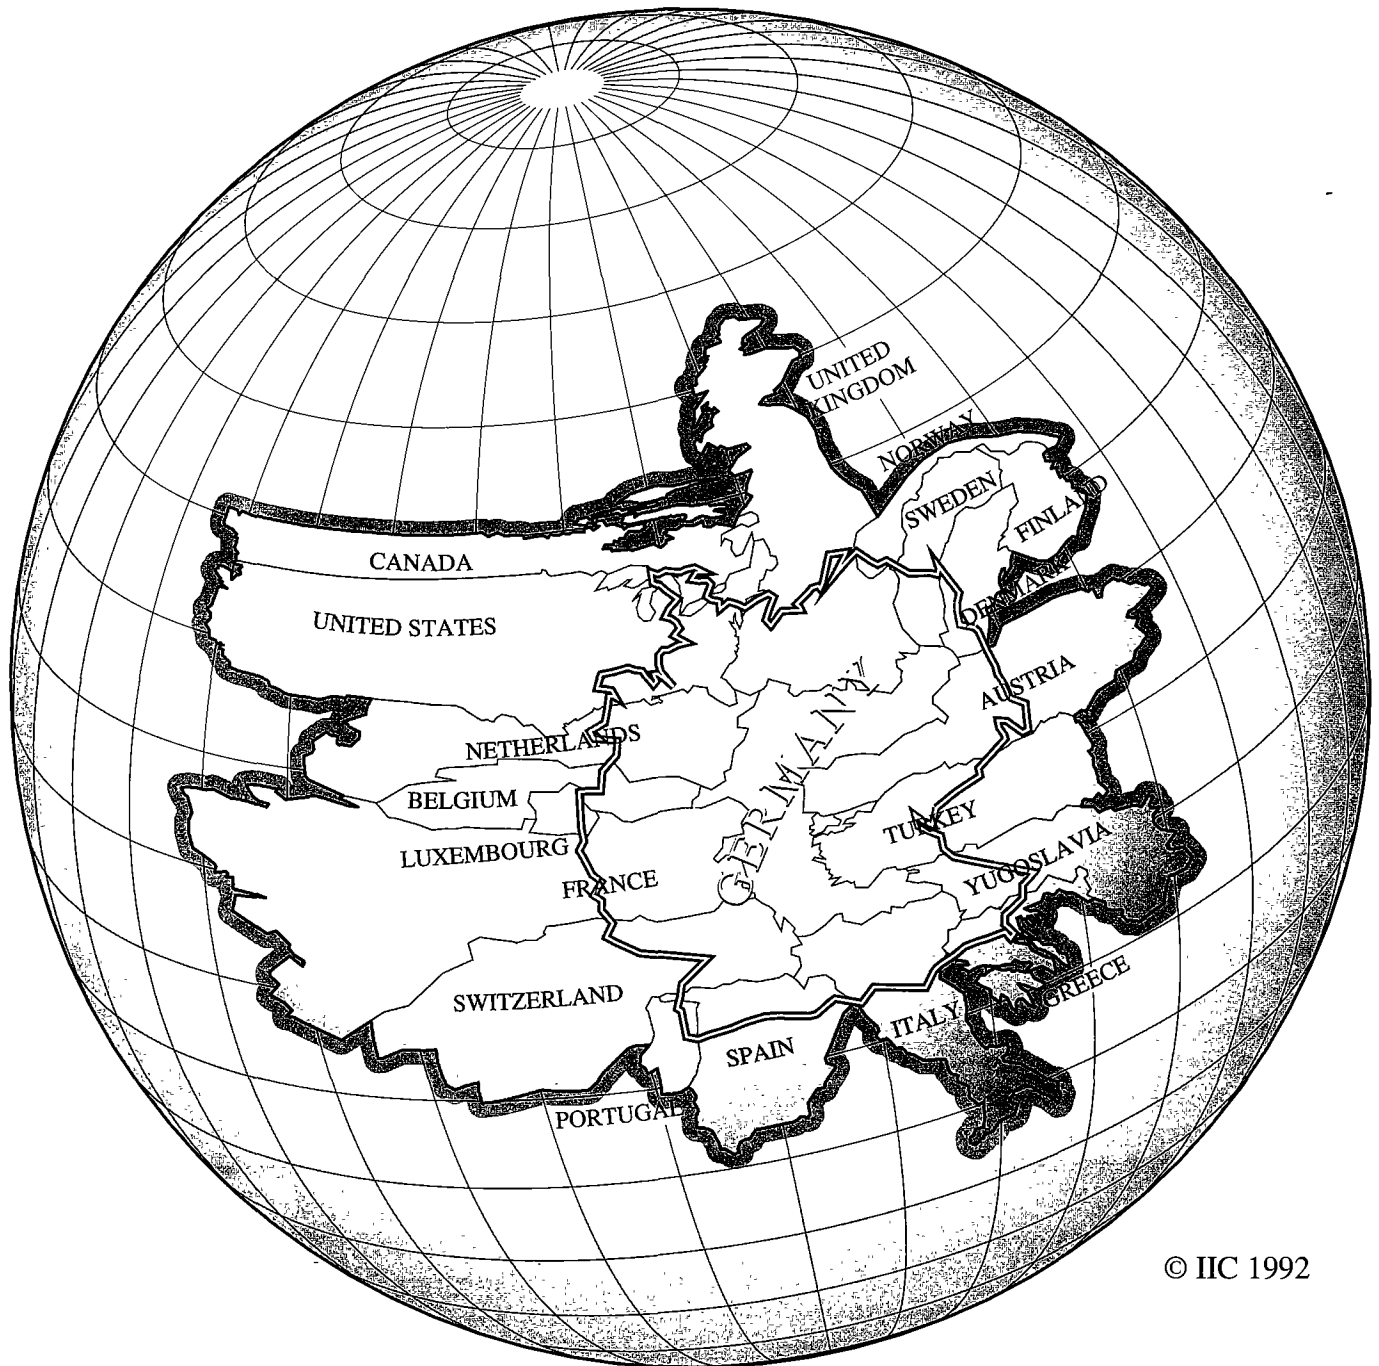 UNITED
KINGDOM
NORWAY
SWEDEN
FINLAND
CANADA
DENMARK
UNITED STATES
AUSTRIA
GERMANY
NETHERLANDS
BELGIUM
TURKEY
LUXEMBOURG
YUGOSLAVIA
FRANCE
SWITZERLAND
GREECE
ITALY
SPAIN
PORTUGAL
© IIC 1992